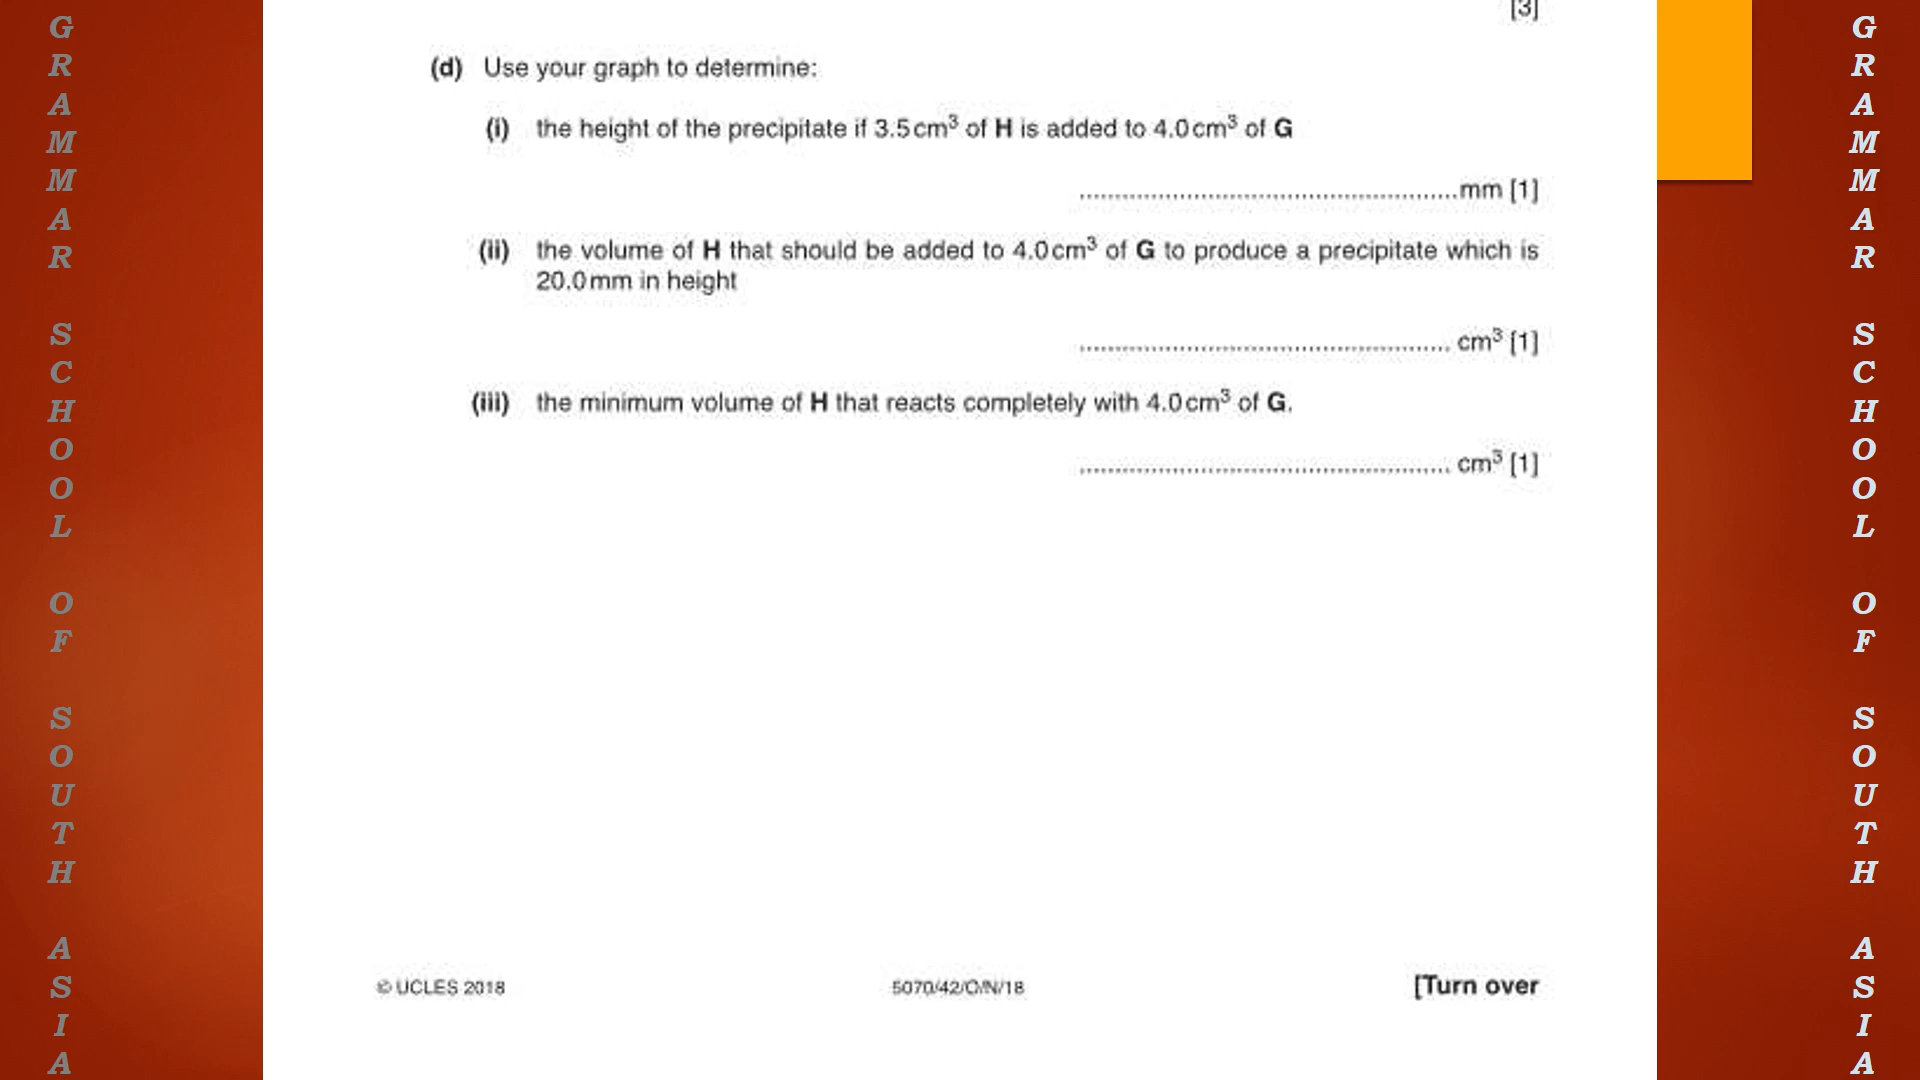 G
R
A
M
M
A
R
S
C
H
O
O
L
O
F
S
O
U
T
H
A
S
I
A
[3]
(d) Use your graph to determine:
(i) the height of the precipitate if 3.5 cm³ of H is added to 4.0 cm³ of G
.................................................... mm [1]
(ii) the volume of H that should be added to 4.0 cm³ of G to produce a precipitate which is
20.0 mm in height
.................................................... cm³ [1]
(iii) the minimum volume of H that reacts completely with 4.0 cm³ of G.
.................................................... cm³ [1]
© UCLES 2018
5070/42/O/N/18
[Turn over
G
R
A
M
M
A
R
S
C
H
O
O
L
O
F
S
O
U
T
H
A
S
I
A